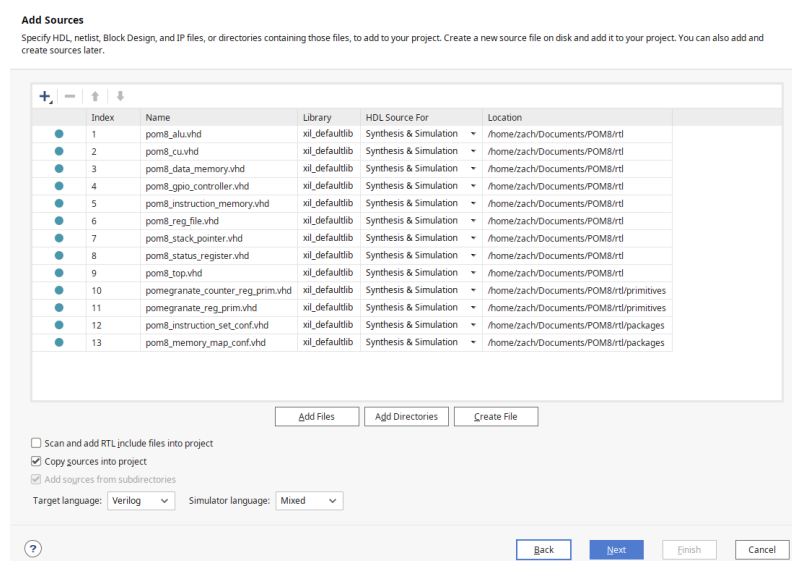 Add Sources
Specify HDL, netlist, Block Design, and IP files, or directories containing those files, to add to your project. Create a new source file on disk and add it to your project. You can also add and
create sources later.
Index Name Library HDL Source For Location
1 pom8_alu.vhd xil_defaultlib Synthesis & Simulation /home/zach/Documents/POM8/rtl
2 pom8_cu.vhd xil_defaultlib Synthesis & Simulation /home/zach/Documents/POM8/rtl
3 pom8_data_memory.vhd xil_defaultlib Synthesis & Simulation /home/zach/Documents/POM8/rtl
4 pom8_gpio_controller.vhd xil_defaultlib Synthesis & Simulation /home/zach/Documents/POM8/rtl
5 pom8_instruction_memory.vhd xil_defaultlib Synthesis & Simulation /home/zach/Documents/POM8/rtl
6 pom8_reg_file.vhd xil_defaultlib Synthesis & Simulation /home/zach/Documents/POM8/rtl
7 pom8_stack_pointer.vhd xil_defaultlib Synthesis & Simulation /home/zach/Documents/POM8/rtl
8 pom8_status_register.vhd xil_defaultlib Synthesis & Simulation /home/zach/Documents/POM8/rtl
9 pom8_top.vhd xil_defaultlib Synthesis & Simulation /home/zach/Documents/POM8/rtl
10 pomegranate_counter_reg_prim.vhd xil_defaultlib Synthesis & Simulation /home/zach/Documents/POM8/rtl/primitives
11 pomegranate_reg_prim.vhd xil_defaultlib Synthesis & Simulation /home/zach/Documents/POM8/rtl/primitives
12 pom8_instruction_set_conf.vhd xil_defaultlib Synthesis & Simulation /home/zach/Documents/POM8/rtl/packages
13 pom8_memory_map_conf.vhd xil_defaultlib Synthesis & Simulation /home/zach/Documents/POM8/rtl/packages
Add Files Add Directories Create File
Scan and add RTL include files into project
Copy sources into project
Add sources from subdirectories
Target language: Verilog Simulator language: Mixed
? Back Next Finish Cancel